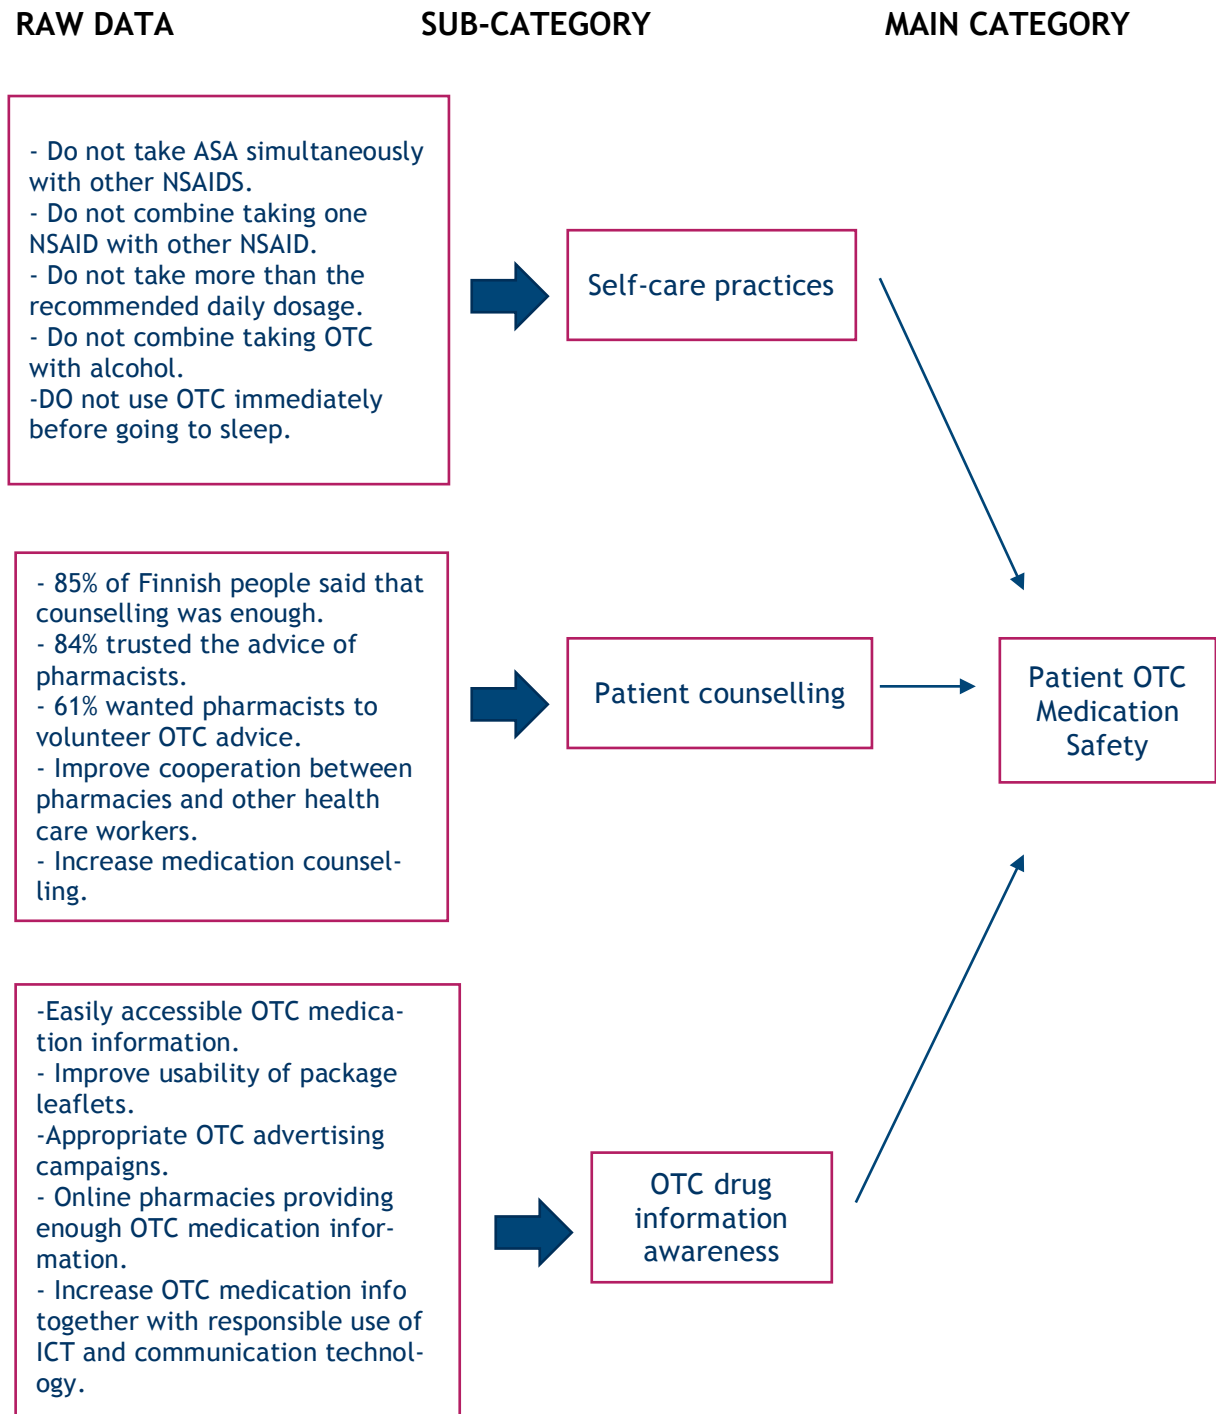 RAW DATA SUB-CATEGORY MAIN CATEGORY
- Do not take ASA simultaneously
with other NSAIDS.
- Do not combine taking one
NSAID with other NSAID.
- Do not take more than the
recommended daily dosage.
- Do not combine taking OTC
with alcohol.
-DO not use OTC immediately
before going to sleep.
Self-care practices
- 85% of Finnish people said that
counselling was enough.
- 84% trusted the advice of
pharmacists.
- 61% wanted pharmacists to
volunteer OTC advice.
- Improve cooperation between
pharmacies and other health
care workers.
- Increase medication counsel-
ling.
Patient counselling
Patient OTC
Medication
Safety
-Easily accessible OTC medica-
tion information.
- Improve usability of package
leaflets.
-Appropriate OTC advertising
campaigns.
- Online pharmacies providing
enough OTC medication infor-
mation.
- Increase OTC medication info
together with responsible use of
ICT and communication technol-
ogy.
OTC drug
information
awareness